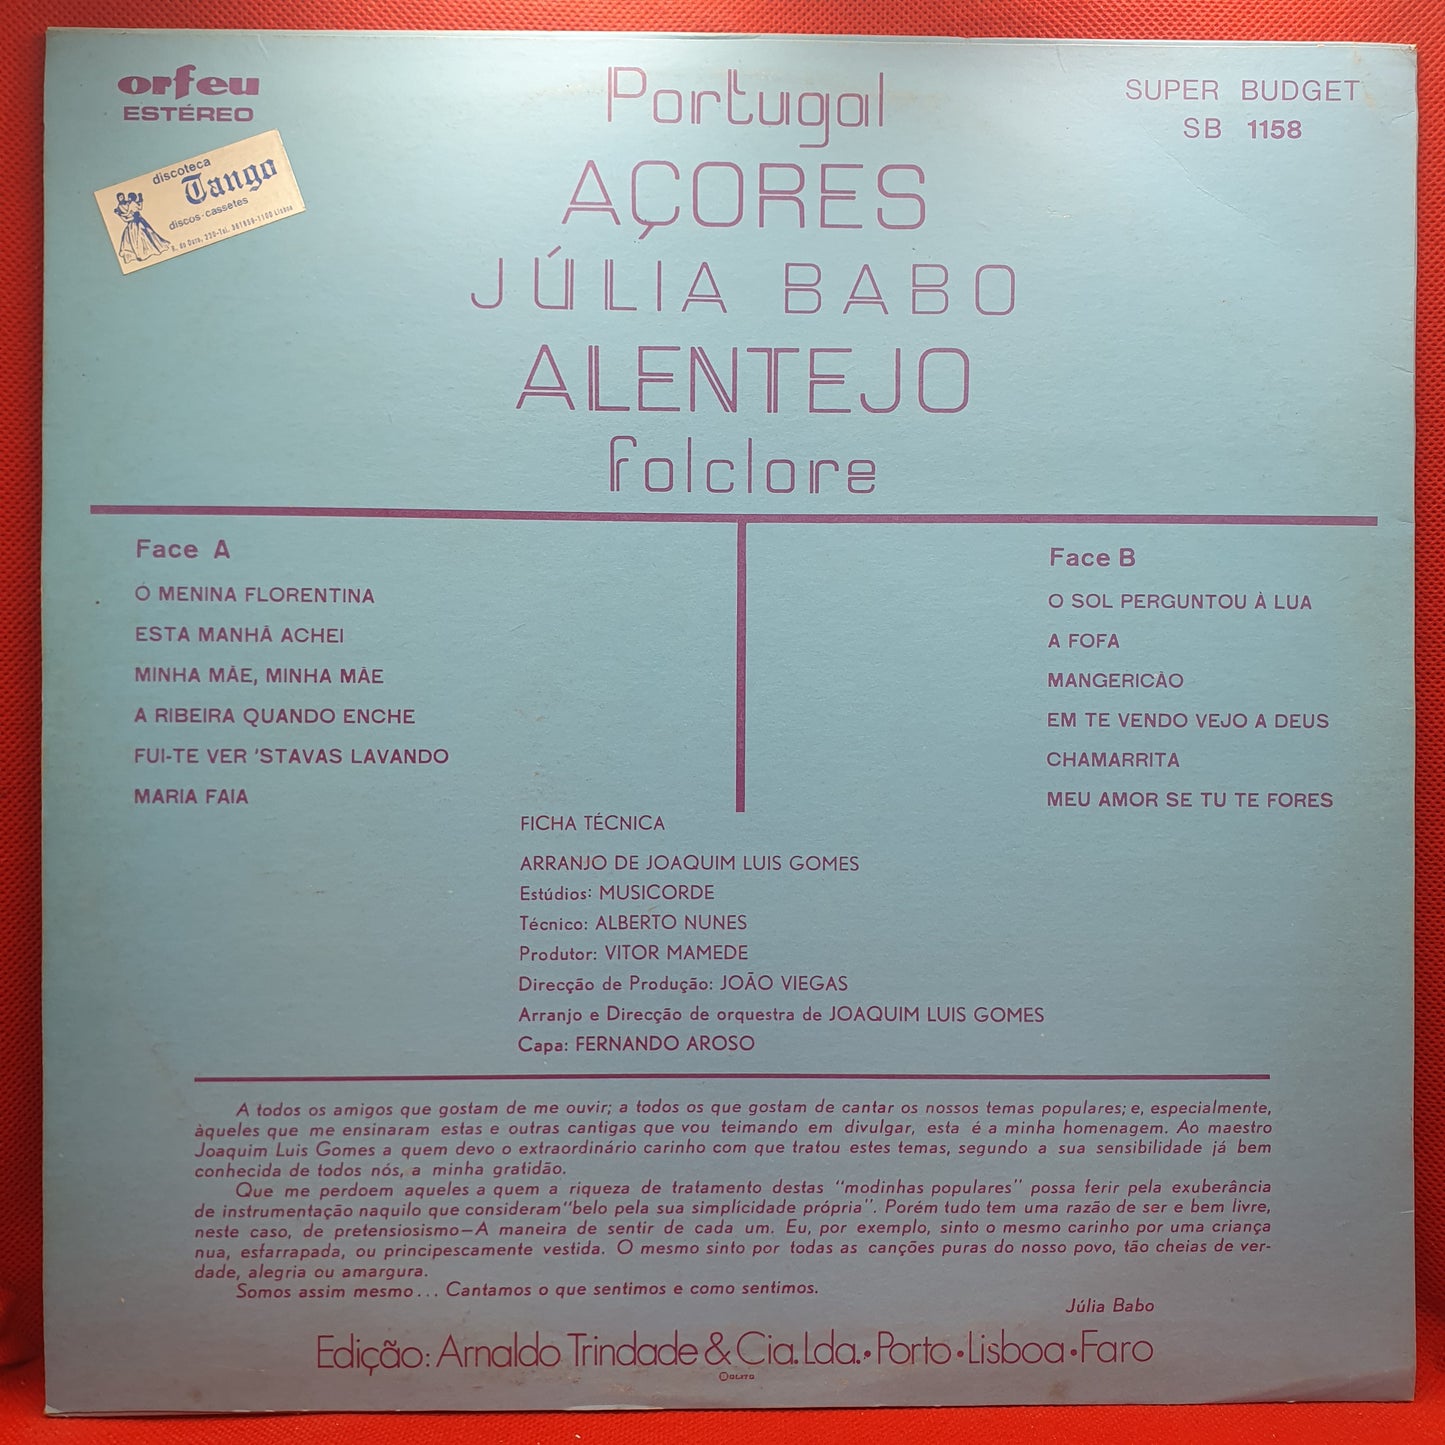 orfeu
ESTÉREO
discoteca
Tango
discos-cassetes
R. do Ouro, 220-Tel. 361859-1100 Lisboa
SUPER BUDGET
SB 1158
Portugal
AÇORES
JÚLIA BABO
ALENTEJO
folclore
Face A
Ó MENINA FLORENTINA
ESTA MANHÃ ACHEI
MINHA MÃE, MINHA MÃE
A RIBEIRA QUANDO ENCHE
FUI-TE VER 'STAVAS LAVANDO
MARIA FAIA
Face B
O SOL PERGUNTOU À LUA
A FOFA
MANGERICÃO
EM TE VENDO VEJO A DEUS
CHAMARRITA
MEU AMOR SE TU TE FORES
FICHA TÉCNICA
ARRANJO DE JOAQUIM LUIS GOMES
Estúdios: MUSICORDE
Técnico: ALBERTO NUNES
Produtor: VITOR MAMEDE
Direcção de Produção: JOÃO VIEGAS
Arranjo e Direcção de orquestra de JOAQUIM LUIS GOMES
Capa: FERNANDO AROSO
A todos os amigos que gostam de me ouvir; a todos os que gostam de cantar os nossos temas populares; e, especialmente,
àqueles que me ensinaram estas e outras cantigas que vou teimando em divulgar, esta é a minha homenagem. Ao maestro
Joaquim Luis Gomes a quem devo o extraordinário carinho com que tratou estes temas, segundo a sua sensibilidade já bem
conhecida de todos nós, a minha gratidão.
Que me perdoem aqueles a quem a riqueza de tratamento destas "modinhas populares" possa ferir pela exuberância
de instrumentação naquilo que consideram "belo pela sua simplicidade própria". Porém tudo tem uma razão de ser e bem livre,
neste caso, de pretensiosismo—A maneira de sentir de cada um. Eu, por exemplo, sinto o mesmo carinho por uma criança
nua, esfarrapada, ou principescamente vestida. O mesmo sinto por todas as canções puras do nosso povo, tão cheias de ver-
dade, alegria ou amargura.
Somos assim mesmo... Cantamos o que sentimos e como sentimos.
Júlia Babo
Edição: Arnaldo Trindade & Cia. Lda. • Porto • Lisboa • Faro